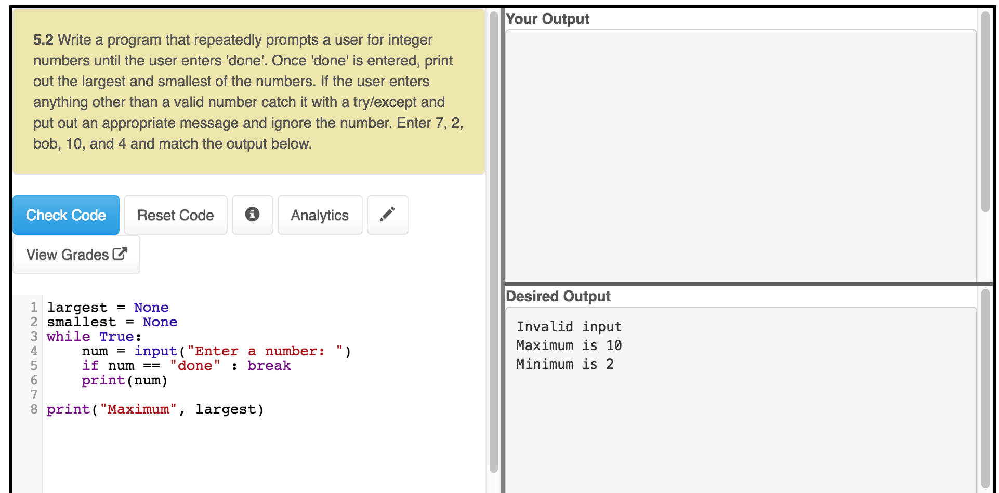 5.2 Write a program that repeatedly prompts a user for integer
numbers until the user enters 'done'. Once 'done' is entered, print
out the largest and smallest of the numbers. If the user enters
anything other than a valid number catch it with a try/except and
put out an appropriate message and ignore the number. Enter 7, 2,
bob, 10, and 4 and match the output below.
Check Code
Reset Code
Analytics
View Grades
1 largest = None
2 smallest = None
3 while True:
4     num = input("Enter a number: ")
5     if num == "done" : break
6     print(num)
7
8 print("Maximum", largest)
Your Output
Desired Output
Invalid input
Maximum is 10
Minimum is 2